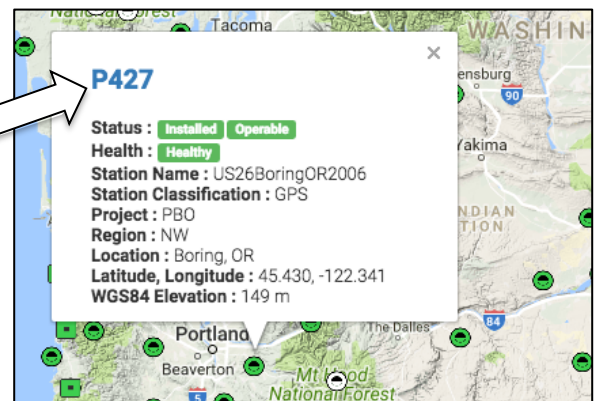 National Forest
Tacoma
WASHIN
×
P427
ensburg
90
Status : Installed Operable
Health : Healthy
Yakima
Station Name : US26BoringOR2006
Station Classification : GPS
Project : PBO
NDIAN
TION
Region : NW
Location : Boring, OR
Latitude, Longitude : 45.430, -122.341
WGS84 Elevation : 149 m
84
Portland
The Dalles
Beaverton
Mt Hood
National Forest
5